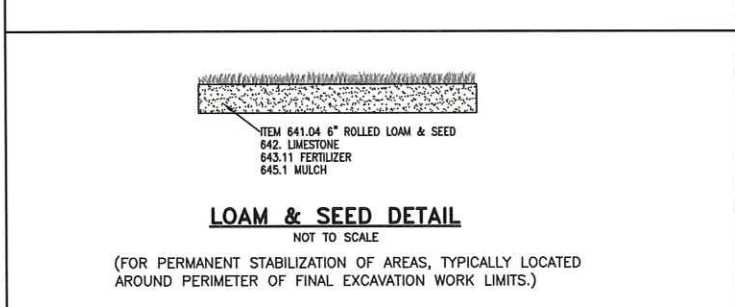 ITEM 641.04 6" ROLLED LOAM & SEED
642. LIMESTONE
643.11 FERTILIZER
645.1 MULCH
LOAM & SEED DETAIL
NOT TO SCALE
(FOR PERMANENT STABILIZATION OF AREAS, TYPICALLY LOCATED
AROUND PERIMETER OF FINAL EXCAVATION WORK LIMITS.)